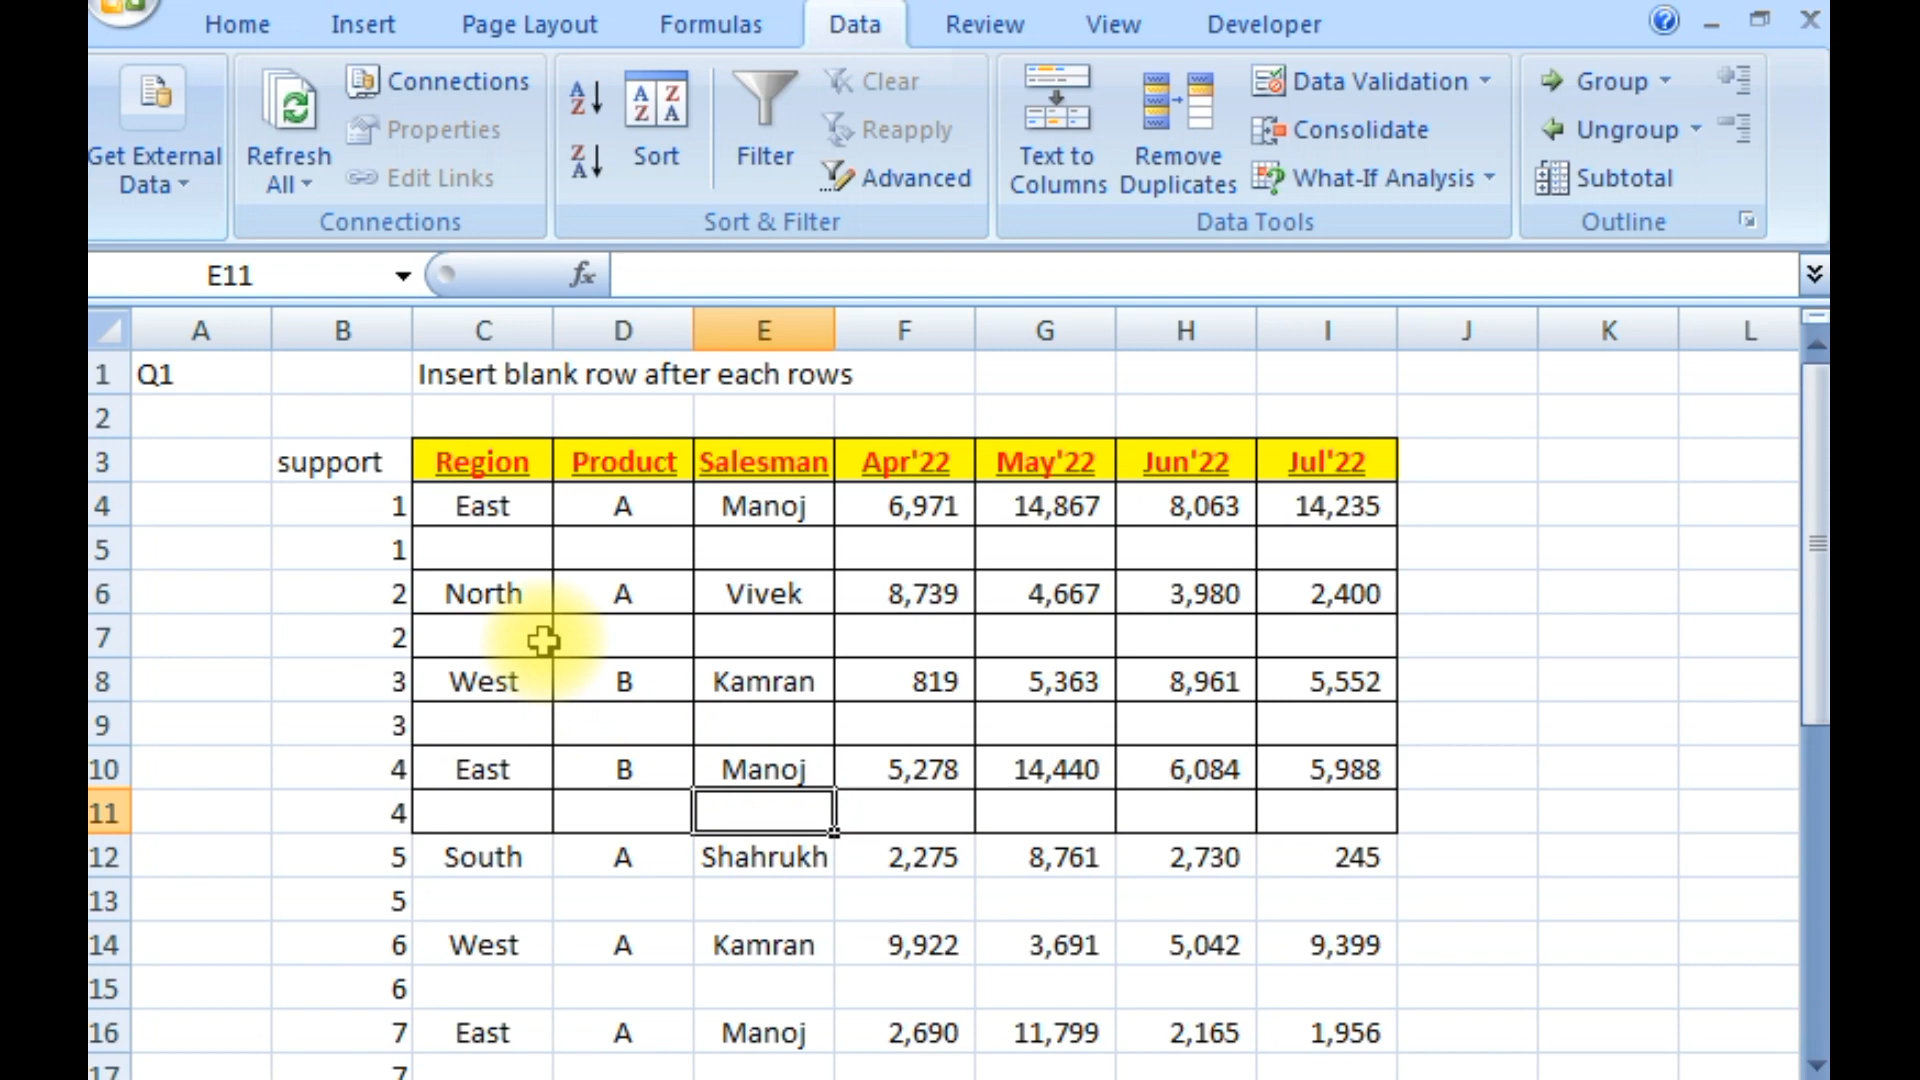 Home Insert Page Layout Formulas Data Review View Developer
Get External Data
Refresh All
Connections
Properties
Edit Links
Connections
A Z
Z A
A Z Z A
Sort
Filter
Clear
Reapply
Advanced
Sort & Filter
Text to Columns
Remove Duplicates
Data Validation
Consolidate
What-If Analysis
Data Tools
Group
Ungroup
Subtotal
Outline
E11 fx
A B C D E F G H I J K L
1 Q1 Insert blank row after each rows
2
3 support Region Product Salesman Apr'22 May'22 Jun'22 Jul'22
4 1 East A Manoj 6,971 14,867 8,063 14,235
5 1
6 2 North A Vivek 8,739 4,667 3,980 2,400
7 2
8 3 West B Kamran 819 5,363 8,961 5,552
9 3
10 4 East B Manoj 5,278 14,440 6,084 5,988
11 4
12 5 South A Shahrukh 2,275 8,761 2,730 245
13 5
14 6 West A Kamran 9,922 3,691 5,042 9,399
15 6
16 7 East A Manoj 2,690 11,799 2,165 1,956
17 7